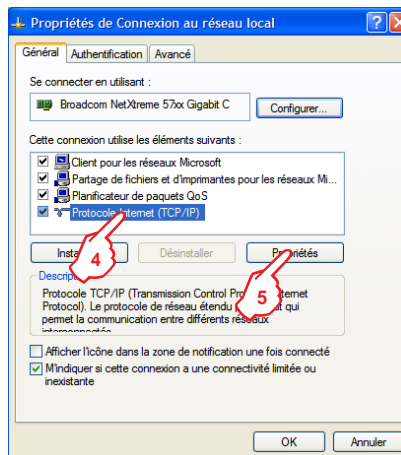 Propriétés de Connexion au réseau local
Général Authentification Avancé
Se connecter en utilisant :
Broadcom NetXtreme 57xx Gigabit C
Configurer...
Cette connexion utilise les éléments suivants :
Client pour les réseaux Microsoft
Partage de fichiers et d'imprimantes pour les réseaux Mi...
Planificateur de paquets QoS
Protocole Internet (TCP/IP)
Désinstaller Propriétés
4
5
Protocole TCP/IP (Transmission Control
Protocol). Le protocole de réseau étendu qui
permet la communication entre différents réseaux
interconnectés
Afficher l'icône dans la zone de notification une fois connecté
M'indiquer si cette connexion a une connectivité limitée ou
inexistante
OK Annuler